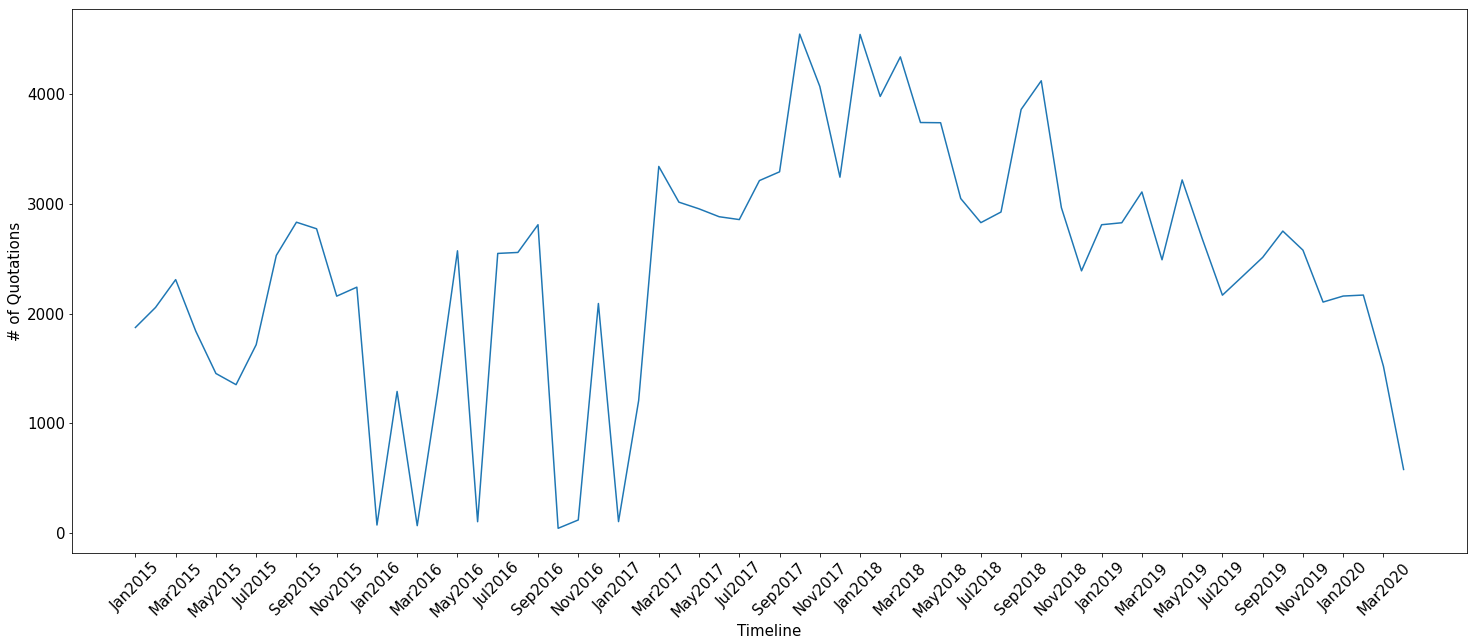 # of Quotations
4000
3000
2000
1000
0
Jan2015
Mar2015
May2015
Jul2015
Sep2015
Nov2015
Jan2016
Mar2016
May2016
Jul2016
Sep2016
Nov2016
Jan2017
Mar2017
May2017
Jul2017
Sep2017
Nov2017
Jan2018
Mar2018
May2018
Jul2018
Sep2018
Nov2018
Jan2019
Mar2019
May2019
Jul2019
Sep2019
Nov2019
Jan2020
Mar2020
Timeline